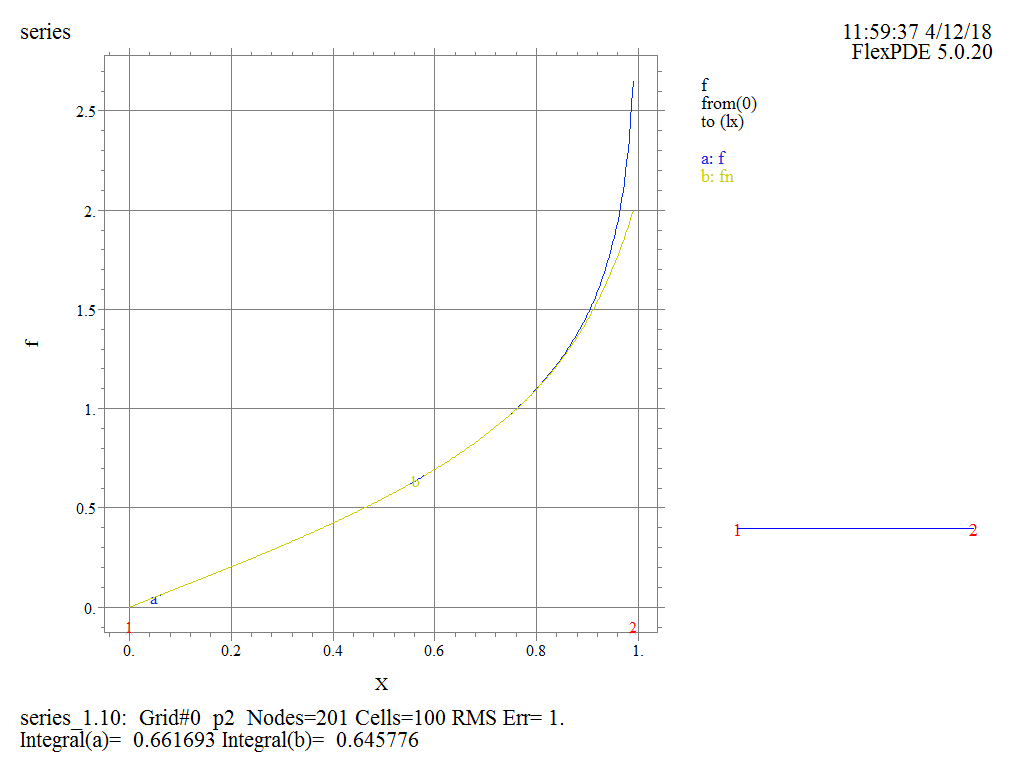 series
11:59:37 4/12/18
FlexPDE 5.0.20
f
from(0)
to (lx)
a: f
b: fn
2.5
2.
1.5
1.
0.5
0.
f
b
a
1
2
0.
0.2
0.4
0.6
0.8
1.
X
1
2
series_1.10: Grid#0 p2 Nodes=201 Cells=100 RMS Err= 1.
Integral(a)= 0.661693 Integral(b)= 0.645776